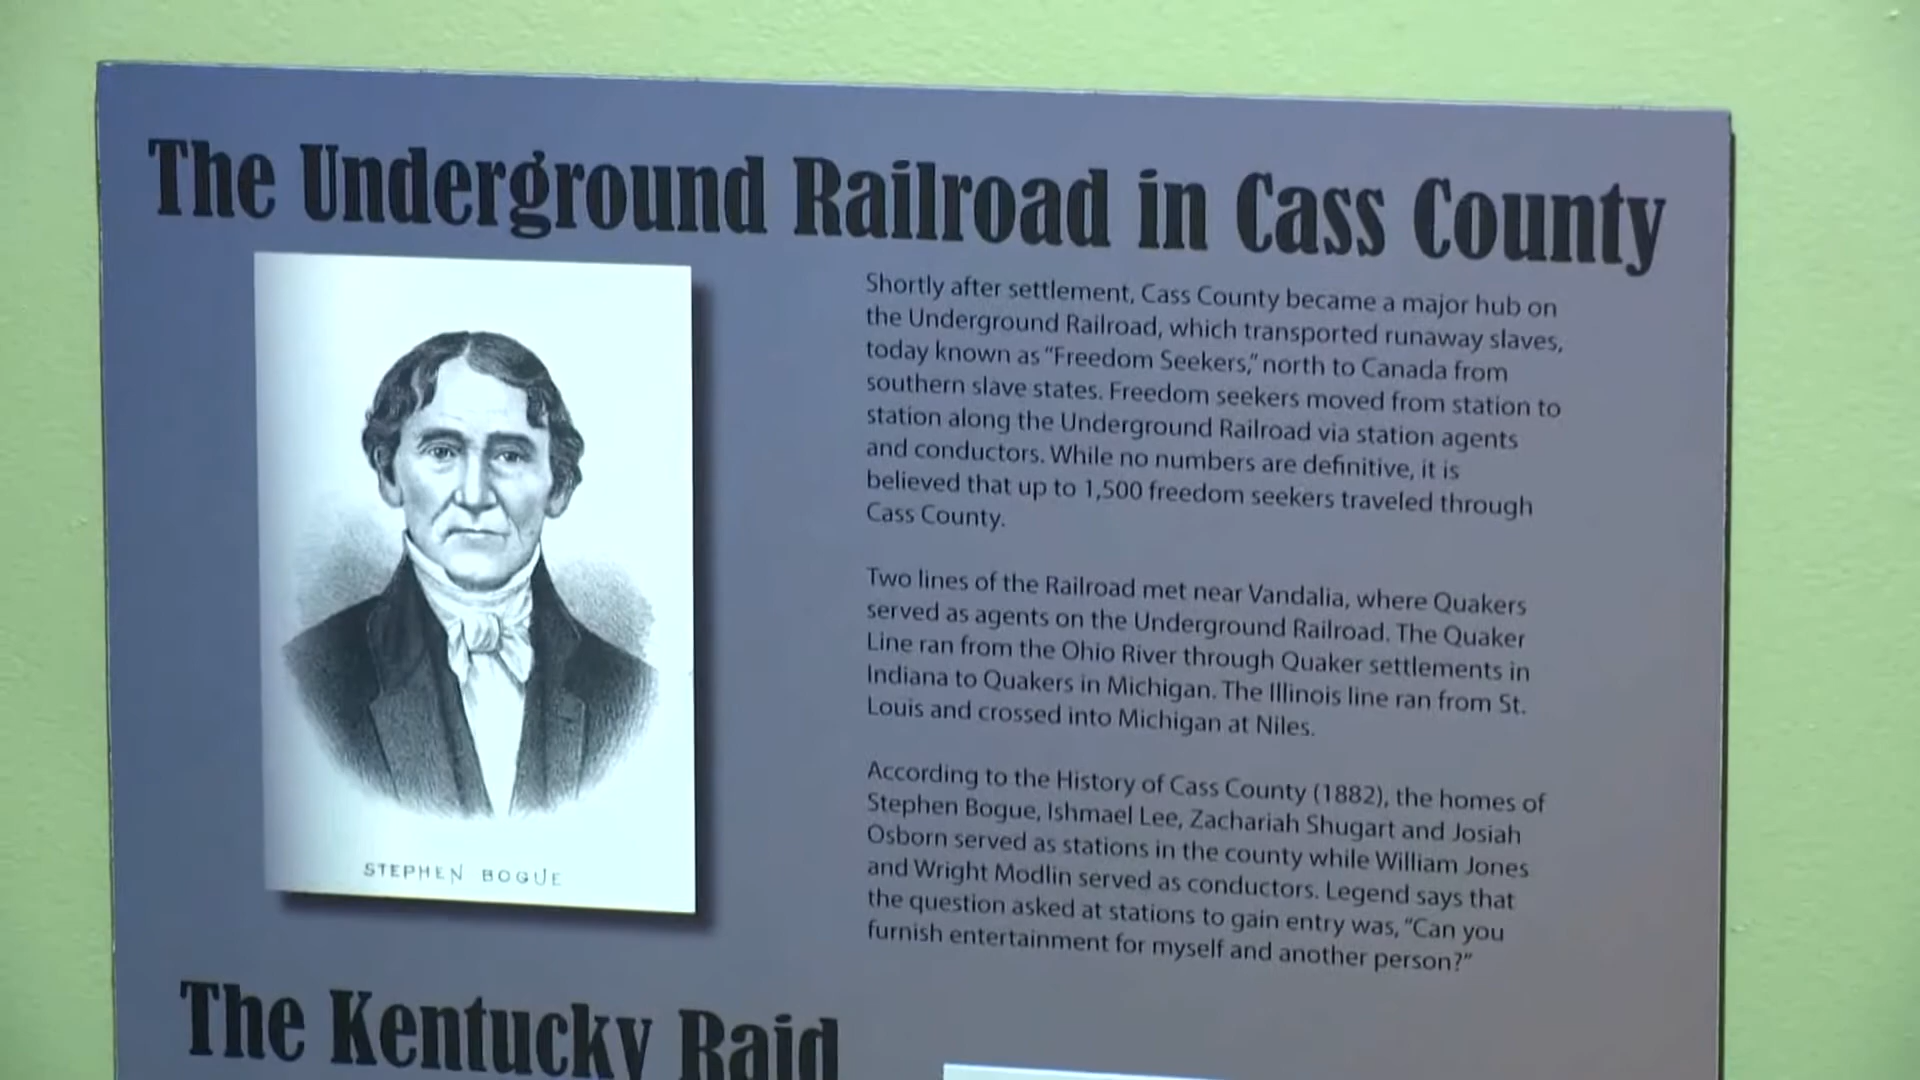 The Underground Railroad in Cass County
Shortly after settlement, Cass County became a major hub on
the Underground Railroad, which transported runaway slaves,
today known as "Freedom Seekers," north to Canada from
southern slave states. Freedom seekers moved from station to
station along the Underground Railroad via station agents
and conductors. While no numbers are definitive, it is
believed that up to 1,500 freedom seekers traveled through
Cass County.
Two lines of the Railroad met near Vandalia, where Quakers
served as agents on the Underground Railroad. The Quaker
Line ran from the Ohio River through Quaker settlements in
Indiana to Quakers in Michigan. The Illinois line ran from St.
Louis and crossed into Michigan at Niles.
According to the History of Cass County (1882), the homes of
Stephen Bogue, Ishmael Lee, Zachariah Shugart and Josiah
Osborn served as stations in the county while William Jones
and Wright Modlin served as conductors. Legend says that
the question asked at stations to gain entry was, "Can you
furnish entertainment for myself and another person?"
STEPHEN BOGUE
The Kentucky Raid